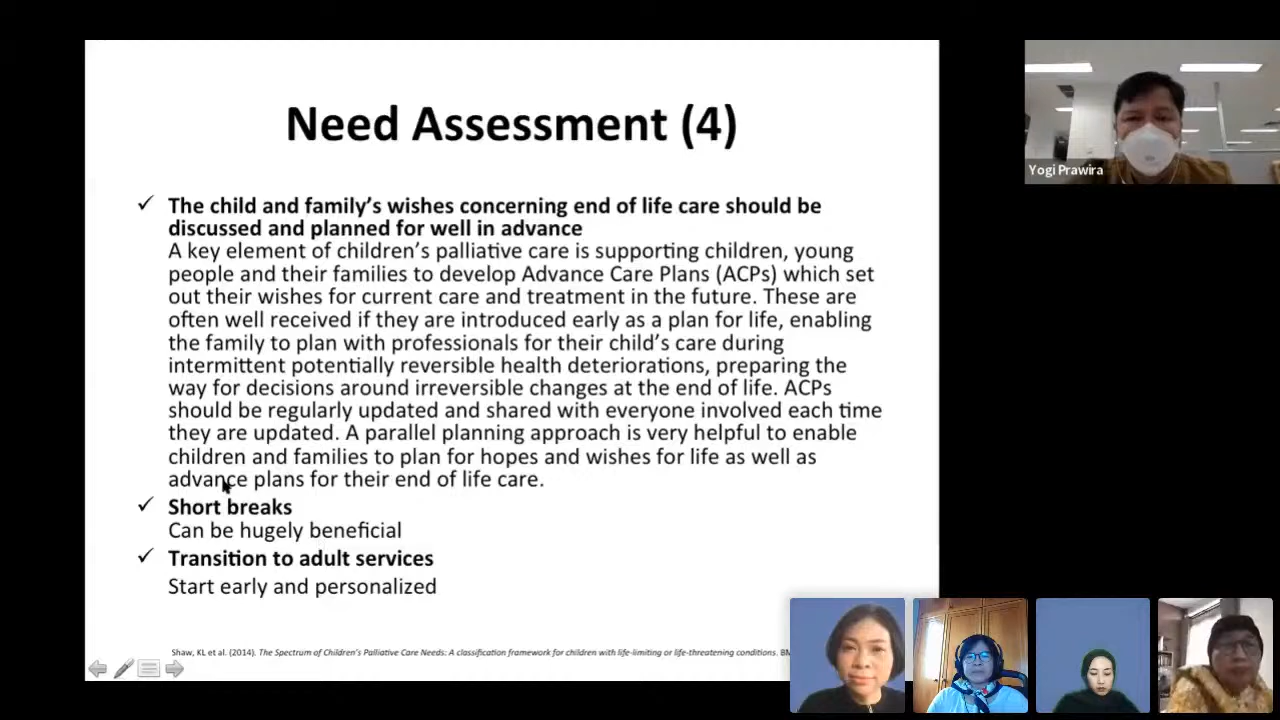 Need Assessment (4)
✓ The child and family's wishes concerning end of life care should be
discussed and planned for well in advance
A key element of children's palliative care is supporting children, young
people and their families to develop Advance Care Plans (ACPs) which set
out their wishes for current care and treatment in the future. These are
often well received if they are introduced early as a plan for life, enabling
the family to plan with professionals for their child's care during
intermittent potentially reversible health deteriorations, preparing the
way for decisions around irreversible changes at the end of life. ACPs
should be regularly updated and shared with everyone involved each time
they are updated. A parallel planning approach is very helpful to enable
children and families to plan for hopes and wishes for life as well as
advance plans for their end of life care.
✓ Short breaks
Can be hugely beneficial
✓ Transition to adult services
Start early and personalized
Shaw, KL et al. (2014). The Spectrum of Children's Palliative Care Needs: A classification framework for children with life-limiting or life-threatening conditions.
Yogi Prawira